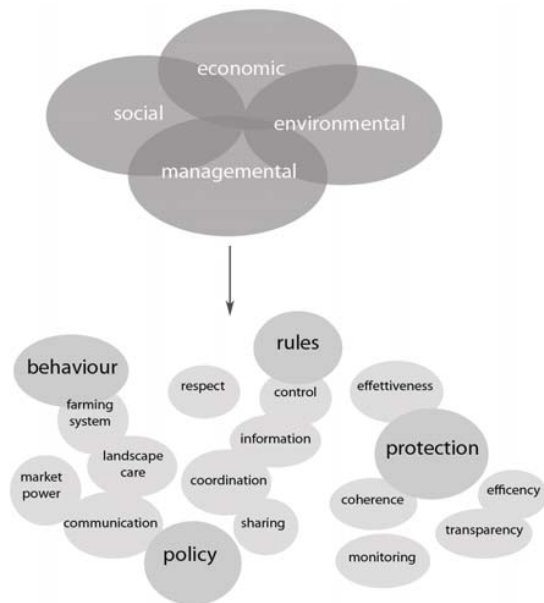 economic
social
environmental
managemental
rules
behaviour
respect
control
effettiveness
farming
system
information
protection
landscape
care
market
power
coordination
coherence
efficency
communication
sharing
transparency
policy
monitoring